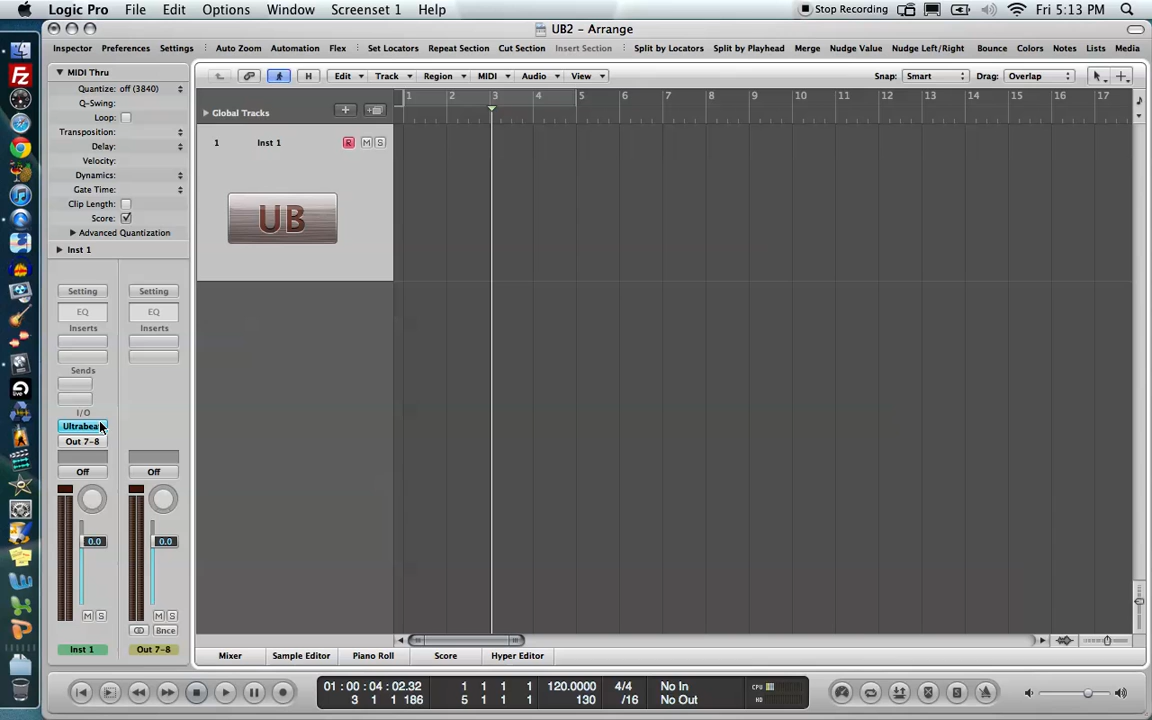 Logic Pro File Edit Window Screenset 1 Help Stop Recording Fri 5:13 PM
UB2 - Arrange
Inspector Preferences Settings Auto Zoom Automation Flex Set Locators Repeat Section Cut Section Insert Section Split by Locators Split by Playhead Merge Nudge Value Nudge Left/Right Bounce Colors Notes Lists Media
MIDI Thru
H Edit Track Region MIDI Audio View Snap: Smart Drag: Overlap
Quantize: off (3840)
Q-Swing:
Loop:
Transposition:
Delay:
Velocity:
Dynamics:
Gate Time:
Clip Length:
Score:
Advanced Quantization
Inst 1
Global Tracks
1 2 3 4 5 6 7 8 9 10 11 12 13 14 15 16 17
1 Inst 1 R M S
UB
Setting Setting
EQ EQ
Inserts Inserts
Sends
I/O
Ultrabeat
Out 7-8
Off Off
0.0 0.0
M S M S
Bnce
Inst 1 Out 7-8
Mixer Sample Editor Piano Roll Score Hyper Editor
01:00:04:02.32 1 1 1 1 120.0000 4/4 No In CPU
3 1 1 186 5 1 1 1 130 /16 No Out HD
S